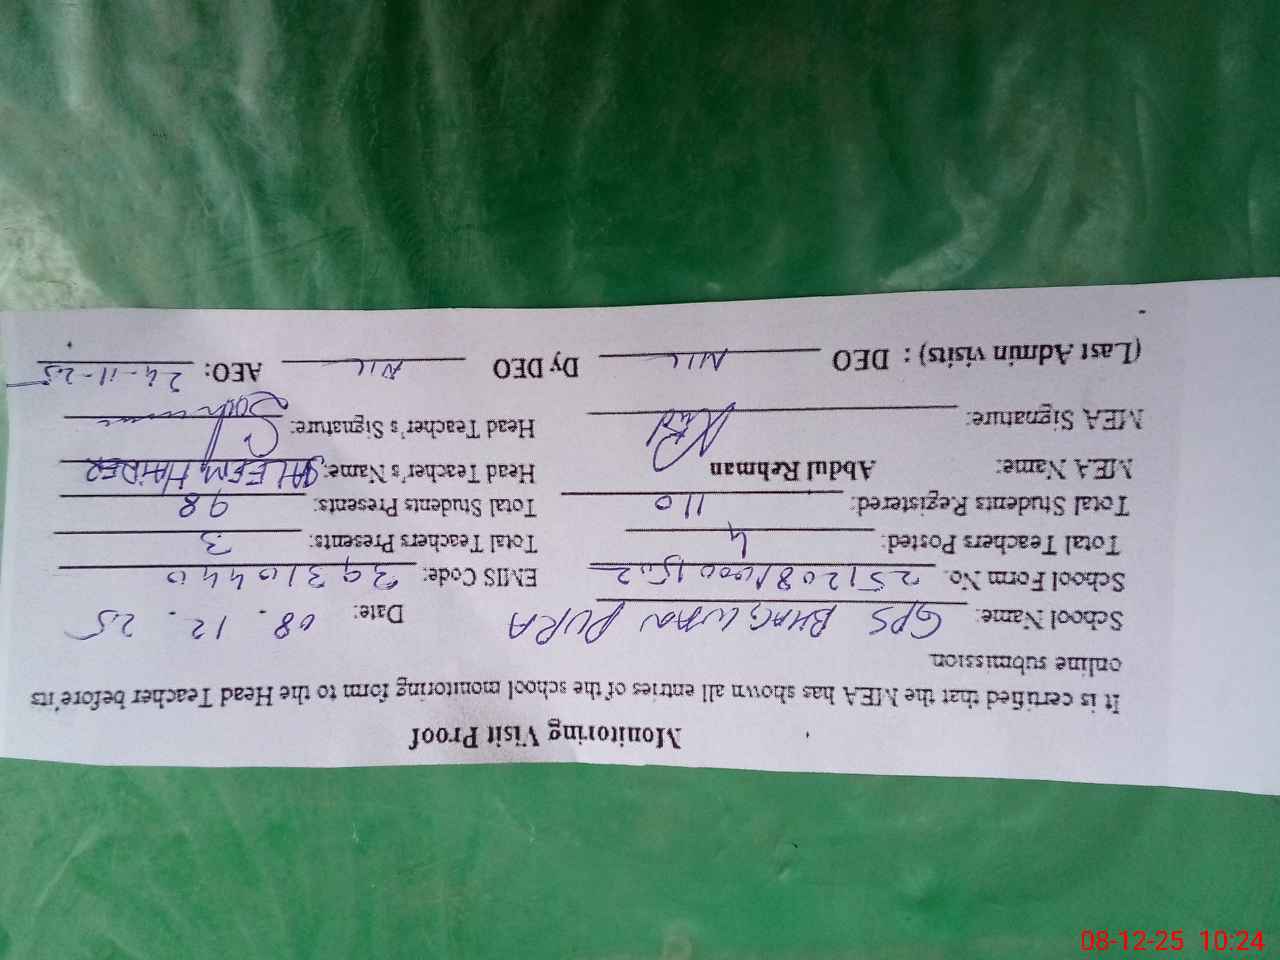 Monitoring Visit Proof
It is certified that the MEA has shown all entries of the school monitoring form to the Head Teacher before its
online submission
School Name: GPS BHAGWAN PURA Date: 08. 12. 25
School Form No. 25120810001502 EMIS Code: 39310440
Total Teachers Posted: 4 Total Teachers Presents: 3
Total Students Registered: 110 Total Students Presents: 98
MEA Name: Abdul Rehman Head Teacher's Name: SALEEM HAIDER
MEA Signature: Head Teacher's Signature:
(Last Admin visits) : DEO NIL Dy DEO NIL AEO: 24-11-25
08-12-25 10:24